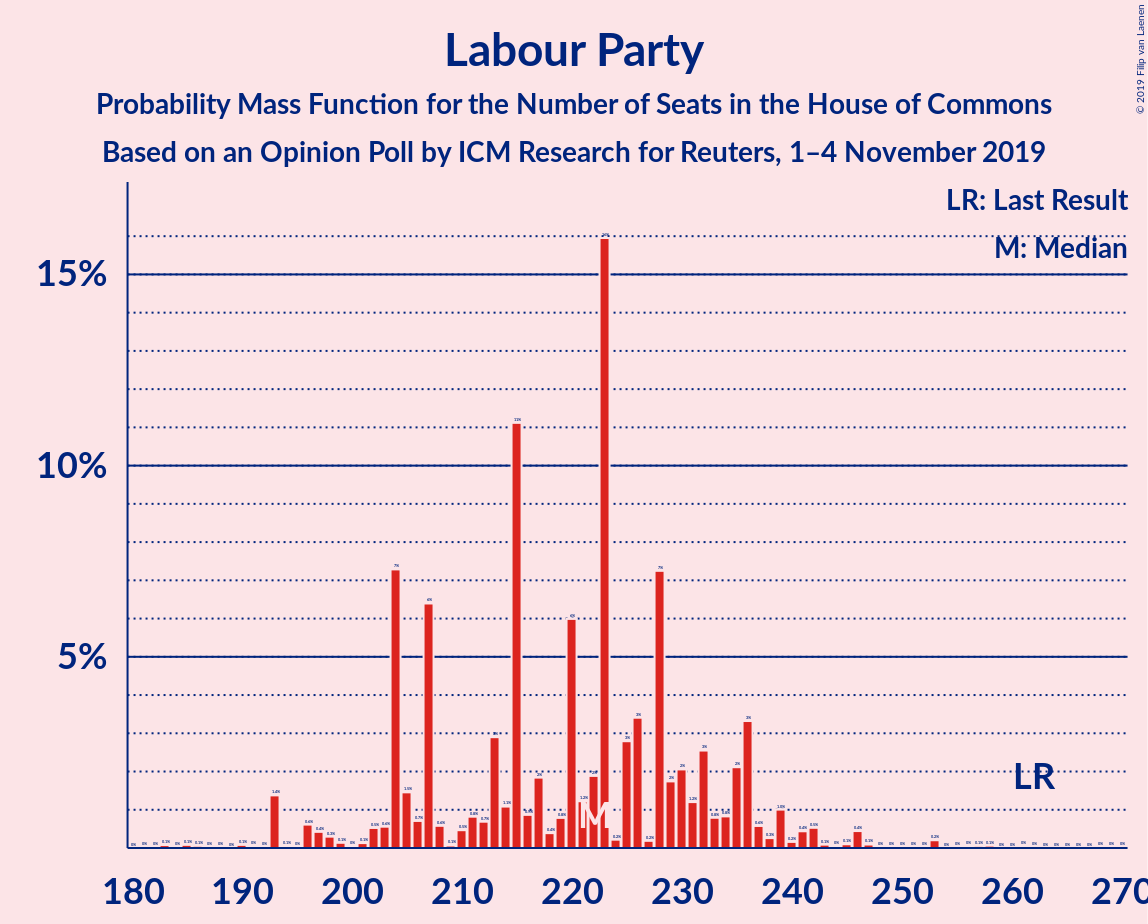 Labour Party
Probability Mass Function for the Number of Seats in the House of Commons
Based on an Opinion Poll by ICM Research for Reuters, 1–4 November 2019
© 2019 Filip van Laenen
LR: Last Result
M: Median
15%
10%
5%
LR
M
180 190 200 210 220 230 240 250 260 270